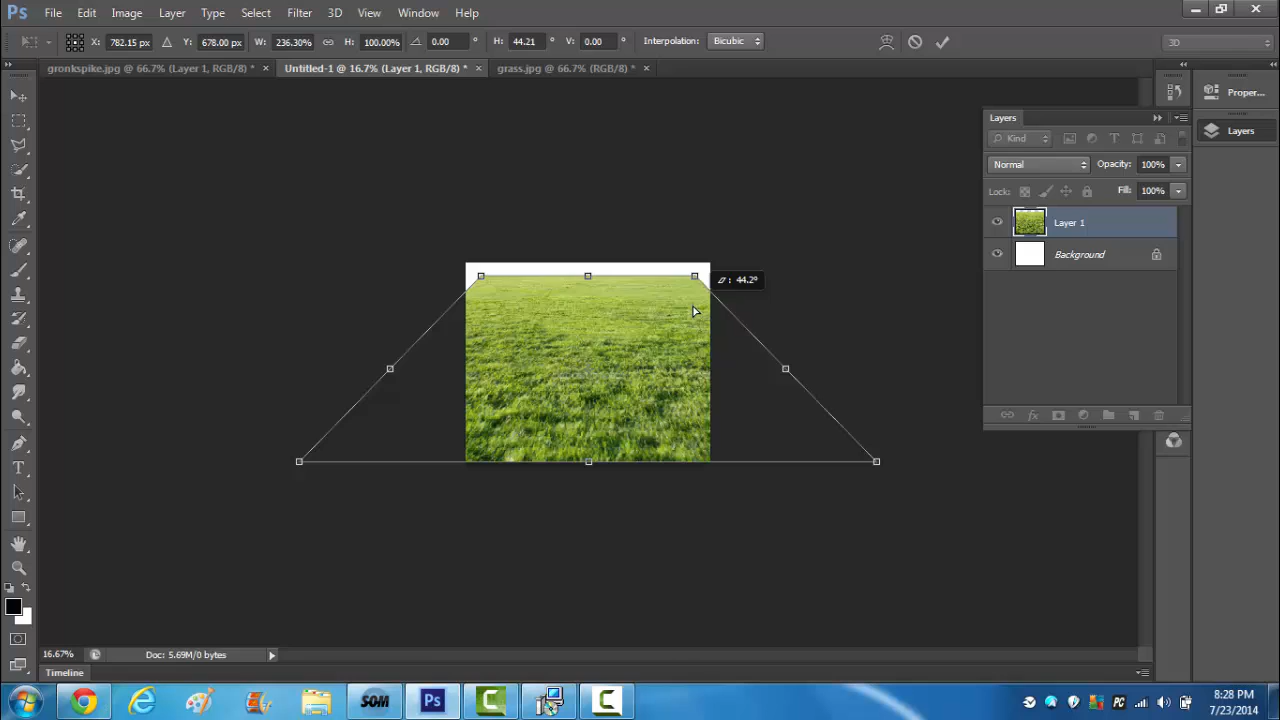 Ps File Edit Image Layer Type Select Filter 3D View Window Help
X: 782.15 px Y: 678.00 px W: 236.30% H: 100.00% 0.00 ° H: 44.21 ° V: 0.00 ° Interpolation: Bicubic 3D
gronkspike.jpg @ 66.7% (Layer 1, RGB/8) * × Untitled-1 @ 16.7% (Layer 1, RGB/8) * × grass.jpg @ 66.7% (RGB/8) * ×
Proper...
Layers
Layers
Kind
Normal Opacity: 100%
Lock: Fill: 100%
Layer 1
Background
: 44.2°
16.67% Doc: 5.69M/0 bytes
Timeline
SOM Ps C C PC
8:28 PM
7/23/2014